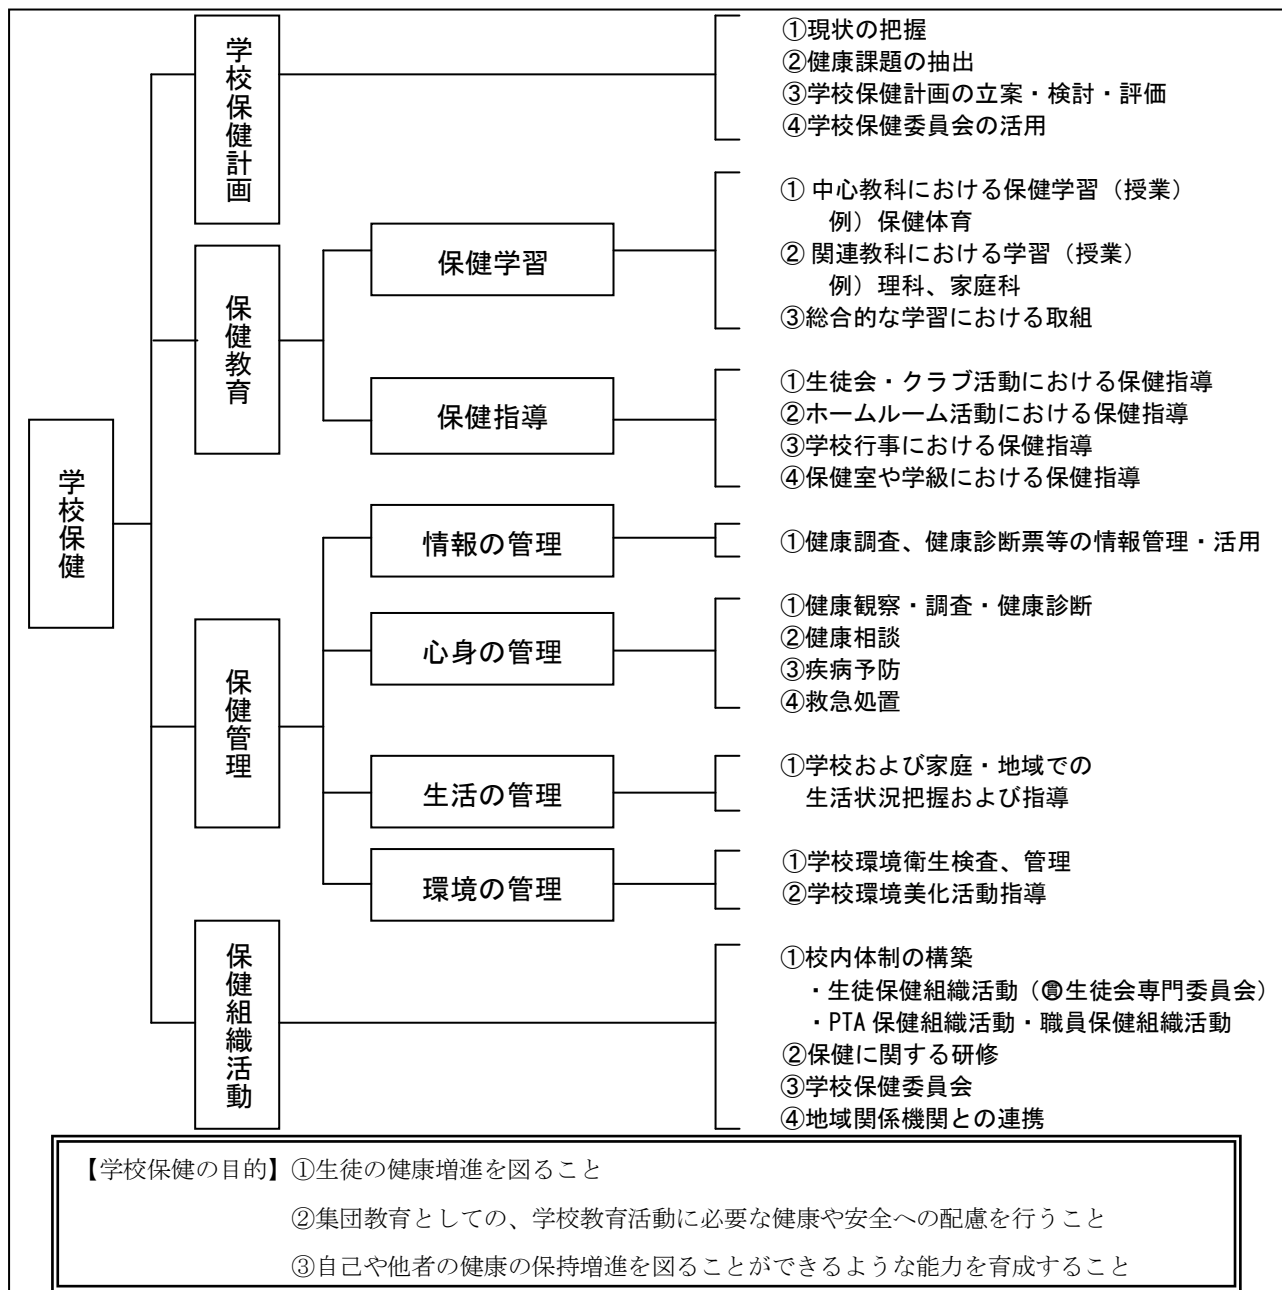 学校保健
学校保健計画
①現状の把握
②健康課題の抽出
③学校保健計画の立案・検討・評価
④学校保健委員会の活用
保健教育
保健学習
① 中心教科における保健学習（授業）
例）保健体育
② 関連教科における学習（授業）
例）理科、家庭科
③総合的な学習における取組
保健指導
①生徒会・クラブ活動における保健指導
②ホームルーム活動における保健指導
③学校行事における保健指導
④保健室や学級における保健指導
保健管理
情報の管理
①健康調査、健康診断票等の情報管理・活用
心身の管理
①健康観察・調査・健康診断
②健康相談
③疾病予防
④救急処置
生活の管理
①学校および家庭・地域での
生活状況把握および指導
環境の管理
①学校環境衛生検査、管理
②学校環境美化活動指導
保健組織活動
①校内体制の構築
・生徒保健組織活動（生徒会専門委員会）
・PTA 保健組織活動・職員保健組織活動
②保健に関する研修
③学校保健委員会
④地域関係機関との連携
【学校保健の目的】①生徒の健康増進を図ること
②集団教育としての、学校教育活動に必要な健康や安全への配慮を行うこと
③自己や他者の健康の保持増進を図ることができるような能力を育成すること